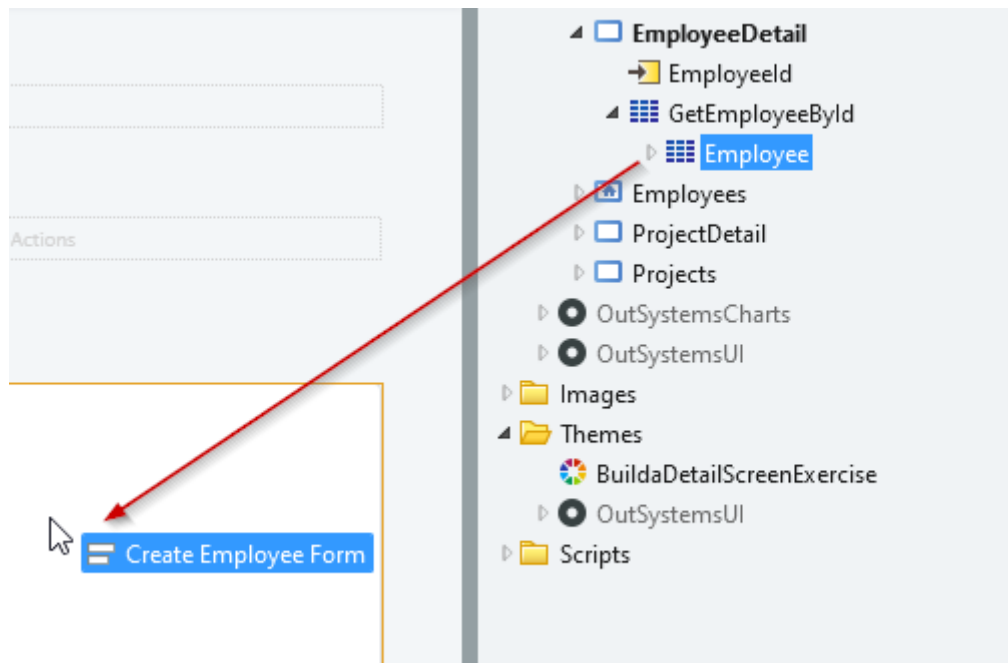 EmployeeDetail
EmployeeId
GetEmployeeById
Employee
Employees
Actions
ProjectDetail
Projects
OutSystemsCharts
OutSystemsUI
Images
Themes
BuildaDetailScreenExercise
OutSystemsUI
Create Employee Form
Scripts